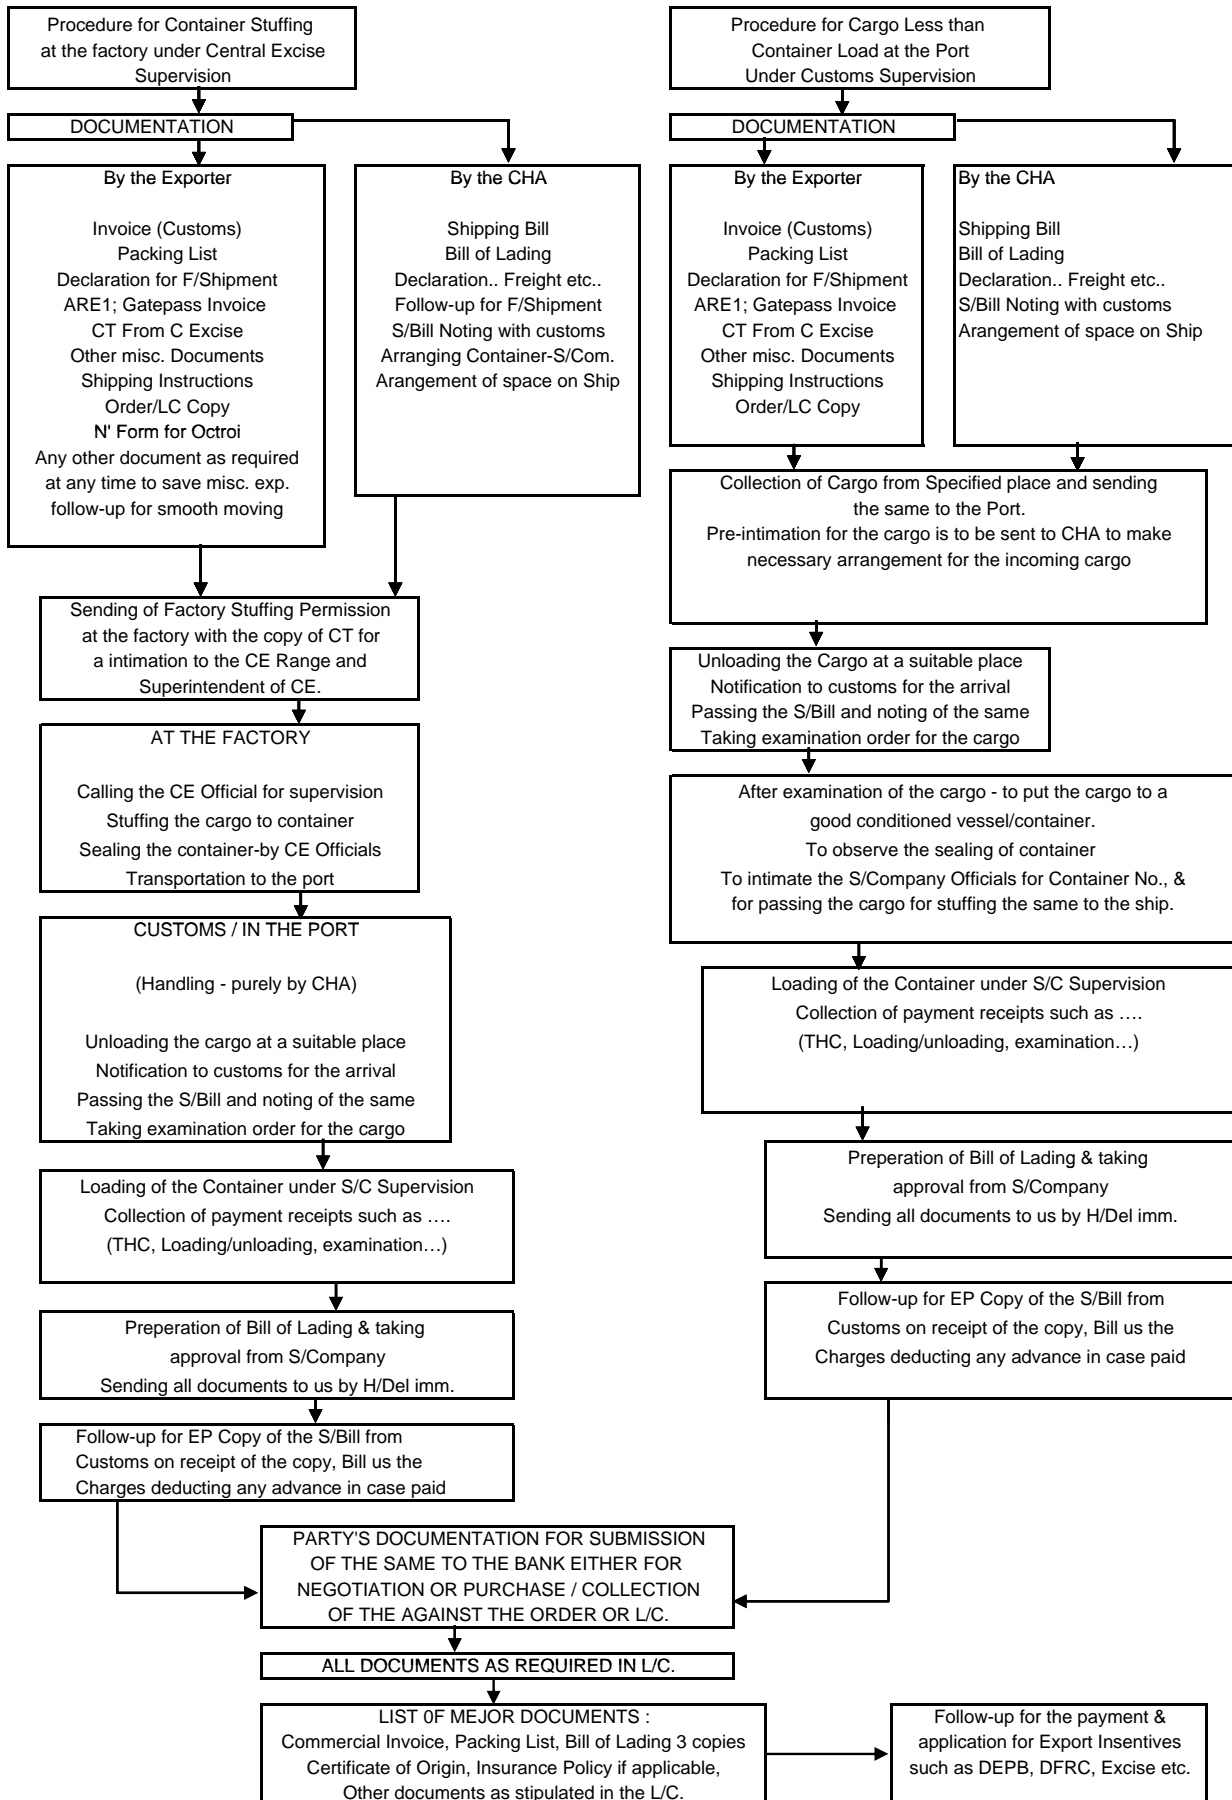 Procedure for Container Stuffing
at the factory under Central Excise
Supervision
DOCUMENTATION
By the Exporter
Invoice (Customs)
Packing List
Declaration for F/Shipment
ARE1; Gatepass Invoice
CT From C Excise
Other misc. Documents
Shipping Instructions
Order/LC Copy
N' Form for Octroi
Any other document as required
at any time to save misc. exp.
follow-up for smooth moving
By the CHA
Shipping Bill
Bill of Lading
Declaration.. Freight etc..
Follow-up for F/Shipment
S/Bill Noting with customs
Arranging Container-S/Com.
Arangement of space on Ship
Sending of Factory Stuffing Permission
at the factory with the copy of CT for
a intimation to the CE Range and
Superintendent of CE.
AT THE FACTORY
Calling the CE Official for supervision
Stuffing the cargo to container
Sealing the container-by CE Officials
Transportation to the port
CUSTOMS / IN THE PORT
(Handling - purely by CHA)
Unloading the cargo at a suitable place
Notification to customs for the arrival
Passing the S/Bill and noting of the same
Taking examination order for the cargo
Loading of the Container under S/C Supervision
Collection of payment receipts such as ….
(THC, Loading/unloading, examination…)
Preperation of Bill of Lading & taking
approval from S/Company
Sending all documents to us by H/Del imm.
Follow-up for EP Copy of the S/Bill from
Customs on receipt of the copy, Bill us the
Charges deducting any advance in case paid
Procedure for Cargo Less than
Container Load at the Port
Under Customs Supervision
DOCUMENTATION
By the Exporter
Invoice (Customs)
Packing List
Declaration for F/Shipment
ARE1; Gatepass Invoice
CT From C Excise
Other misc. Documents
Shipping Instructions
Order/LC Copy
By the CHA
Shipping Bill
Bill of Lading
Declaration.. Freight etc..
S/Bill Noting with customs
Arangement of space on Ship
Collection of Cargo from Specified place and sending
the same to the Port.
Pre-intimation for the cargo is to be sent to CHA to make
necessary arrangement for the incoming cargo
Unloading the Cargo at a suitable place
Notification to customs for the arrival
Passing the S/Bill and noting of the same
Taking examination order for the cargo
After examination of the cargo - to put the cargo to a
good conditioned vessel/container.
To observe the sealing of container
To intimate the S/Company Officials for Container No., &
for passing the cargo for stuffing the same to the ship.
Loading of the Container under S/C Supervision
Collection of payment receipts such as ….
(THC, Loading/unloading, examination…)
Preperation of Bill of Lading & taking
approval from S/Company
Sending all documents to us by H/Del imm.
Follow-up for EP Copy of the S/Bill from
Customs on receipt of the copy, Bill us the
Charges deducting any advance in case paid
PARTY'S DOCUMENTATION FOR SUBMISSION
OF THE SAME TO THE BANK EITHER FOR
NEGOTIATION OR PURCHASE / COLLECTION
OF THE AGAINST THE ORDER OR L/C.
ALL DOCUMENTS AS REQUIRED IN L/C.
LIST 0F MEJOR DOCUMENTS :
Commercial Invoice, Packing List, Bill of Lading 3 copies
Certificate of Origin, Insurance Policy if applicable,
Other documents as stipulated in the L/C.
Follow-up for the payment &
application for Export Insentives
such as DEPB, DFRC, Excise etc.